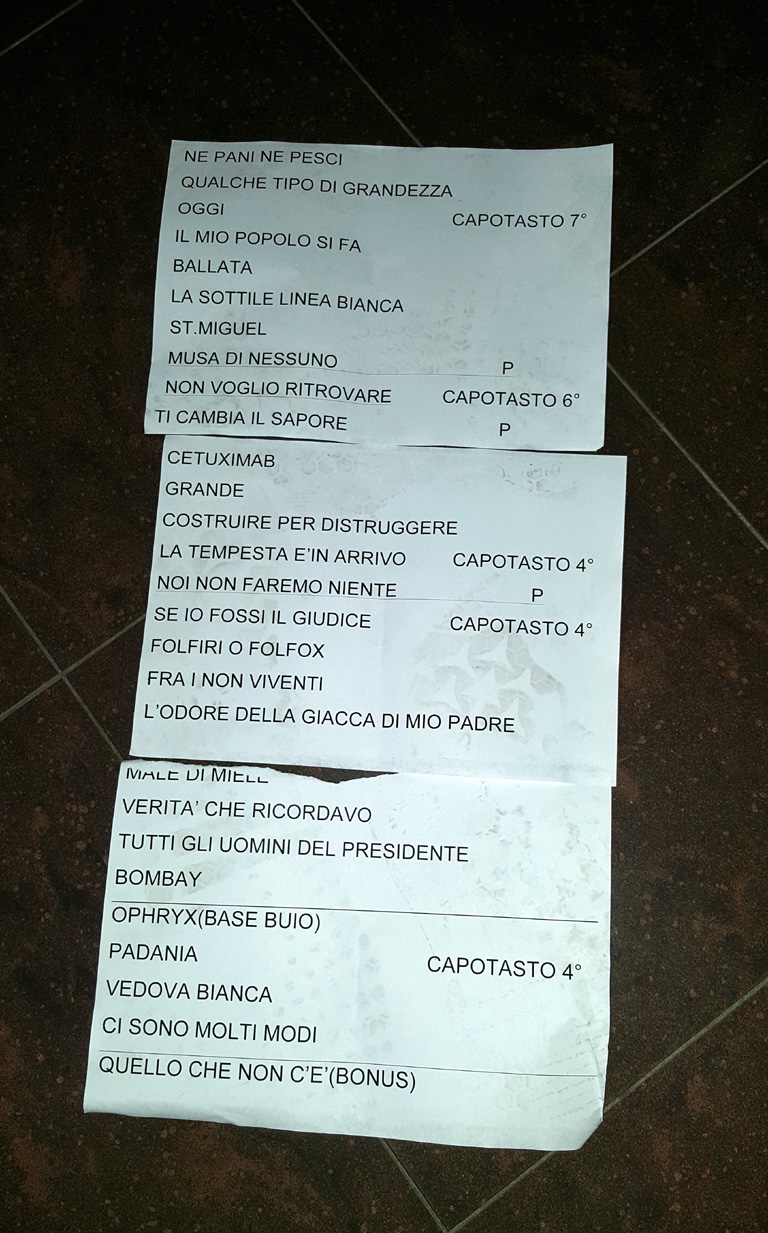 NE PANI NE PESCI
QUALCHE TIPO DI GRANDEZZA
OGGI CAPOTASTO 7°
IL MIO POPOLO SI FA
BALLATA
LA SOTTILE LINEA BIANCA
ST.MIGUEL
MUSA DI NESSUNO P
NON VOGLIO RITROVARE CAPOTASTO 6°
TI CAMBIA IL SAPORE P
CETUXIMAB
GRANDE
COSTRUIRE PER DISTRUGGERE
LA TEMPESTA E'IN ARRIVO CAPOTASTO 4°
NOI NON FAREMO NIENTE P
SE IO FOSSI IL GIUDICE CAPOTASTO 4°
FOLFIRI O FOLFOX
FRA I NON VIVENTI
L'ODORE DELLA GIACCA DI MIO PADRE
MALE DI MIELE
VERITA' CHE RICORDAVO
TUTTI GLI UOMINI DEL PRESIDENTE
BOMBAY
OPHRYX(BASE BUIO)
PADANIA CAPOTASTO 4°
VEDOVA BIANCA
CI SONO MOLTI MODI
QUELLO CHE NON C'E'(BONUS)